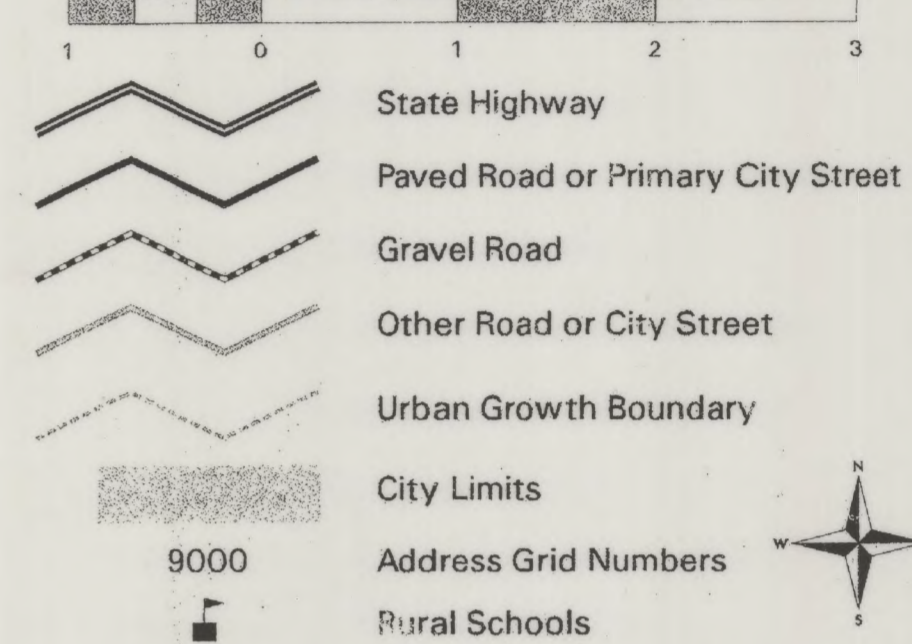 1 0 1 2 3
State Highway
Paved Road or Primary City Street
Gravel Road
Other Road or City Street
Urban Growth Boundary
City Limits
N
9000 Address Grid Numbers
W
Rural Schools
S